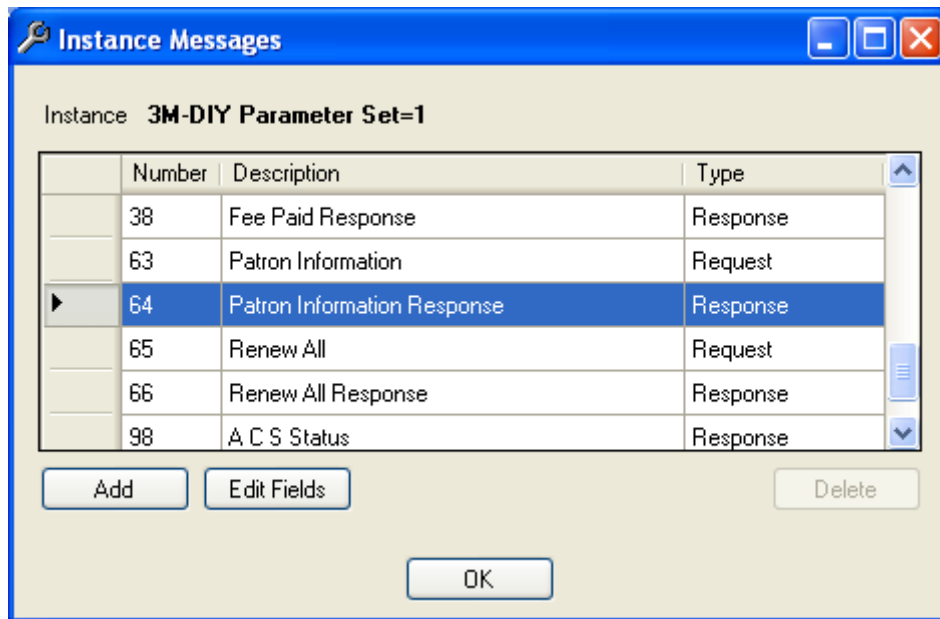 Instance Messages
Instance 3M-DIY Parameter Set=1
Number Description Type
38 Fee Paid Response Response
63 Patron Information Request
64 Patron Information Response Response
65 Renew All Request
66 Renew All Response Response
98 A C S Status Response
Add Edit Fields Delete
OK